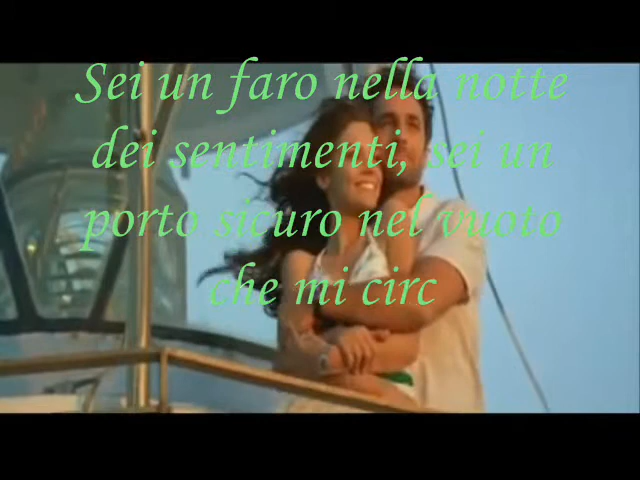 Sei un faro nella notte
dei sentimenti, sei un
porto sicuro nel vuoto
che mi circ